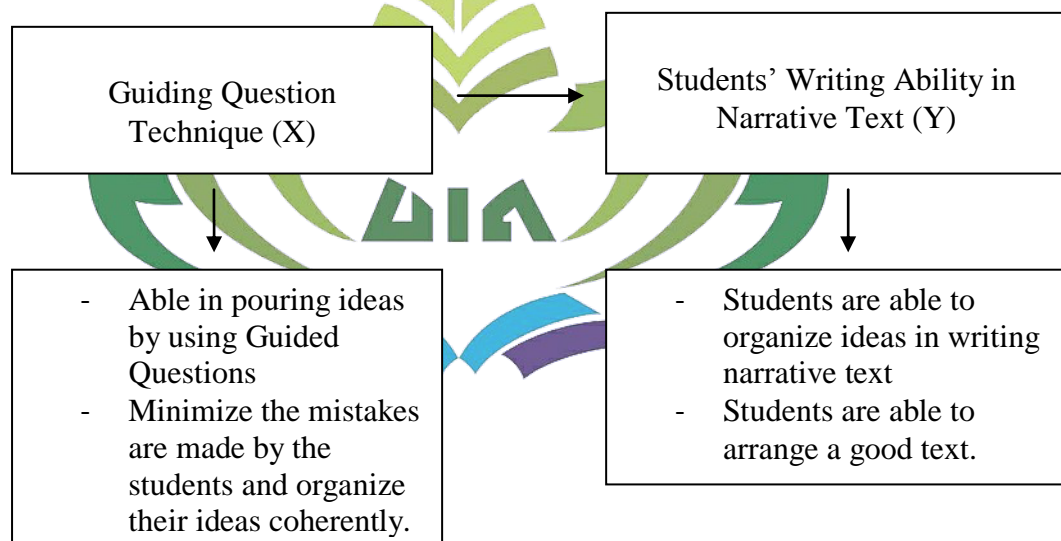 Guiding Question
Technique (X)
Students’ Writing Ability in
Narrative Text (Y)
- Able in pouring ideas
by using Guided
Questions
- Minimize the mistakes
are made by the
students and organize
their ideas coherently.
- Students are able to
organize ideas in writing
narrative text
- Students are able to
arrange a good text.